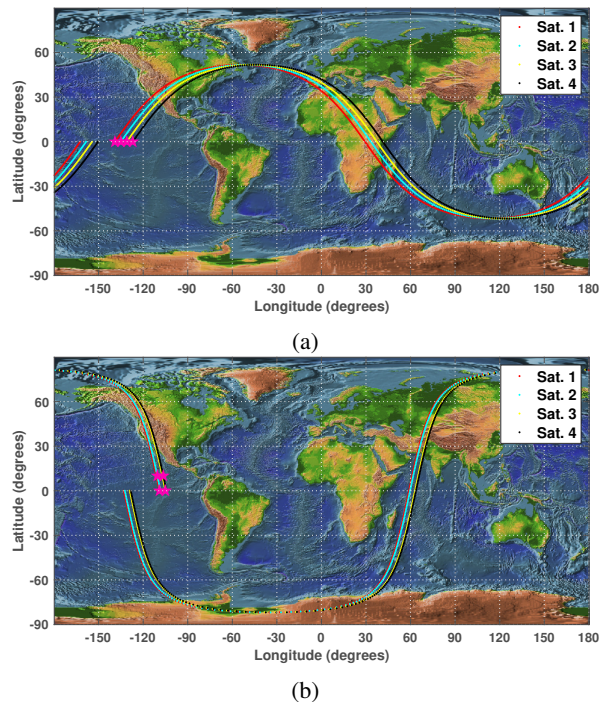 Sat. 1
Sat. 2
Sat. 3
Sat. 4
60
30
0
-30
-60
-90
Latitude (degrees)
-150 -120 -90 -60 -30 0 30 60 90 120 150 180
Longitude (degrees)
(a)
Sat. 1
Sat. 2
Sat. 3
Sat. 4
60
30
0
-30
-60
-90
Latitude (degrees)
-150 -120 -90 -60 -30 0 30 60 90 120 150 180
Longitude (degrees)
(b)